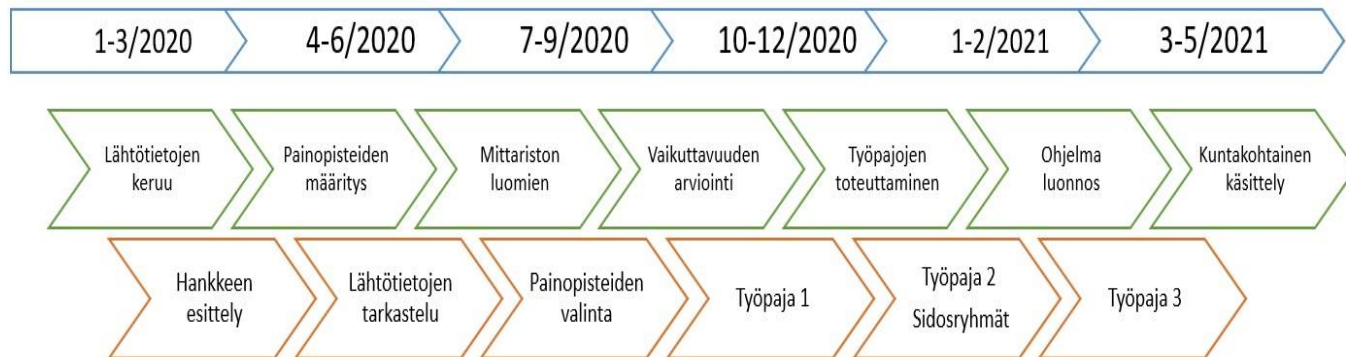 1-3/2020
4-6/2020
7-9/2020
10-12/2020
1-2/2021
3-5/2021
Lähtötietojen
keruu
Painopisteiden
määritys
Mittariston
luomien
Vaikuttavuuden
arviointi
Työpajojen
toteuttaminen
Ohjelma
luonnos
Kuntakohtainen
käsittely
Hankkeen
esittely
Lähtötietojen
tarkastelu
Painopisteiden
valinta
Työpaja 1
Työpaja 2
Sidosryhmät
Työpaja 3